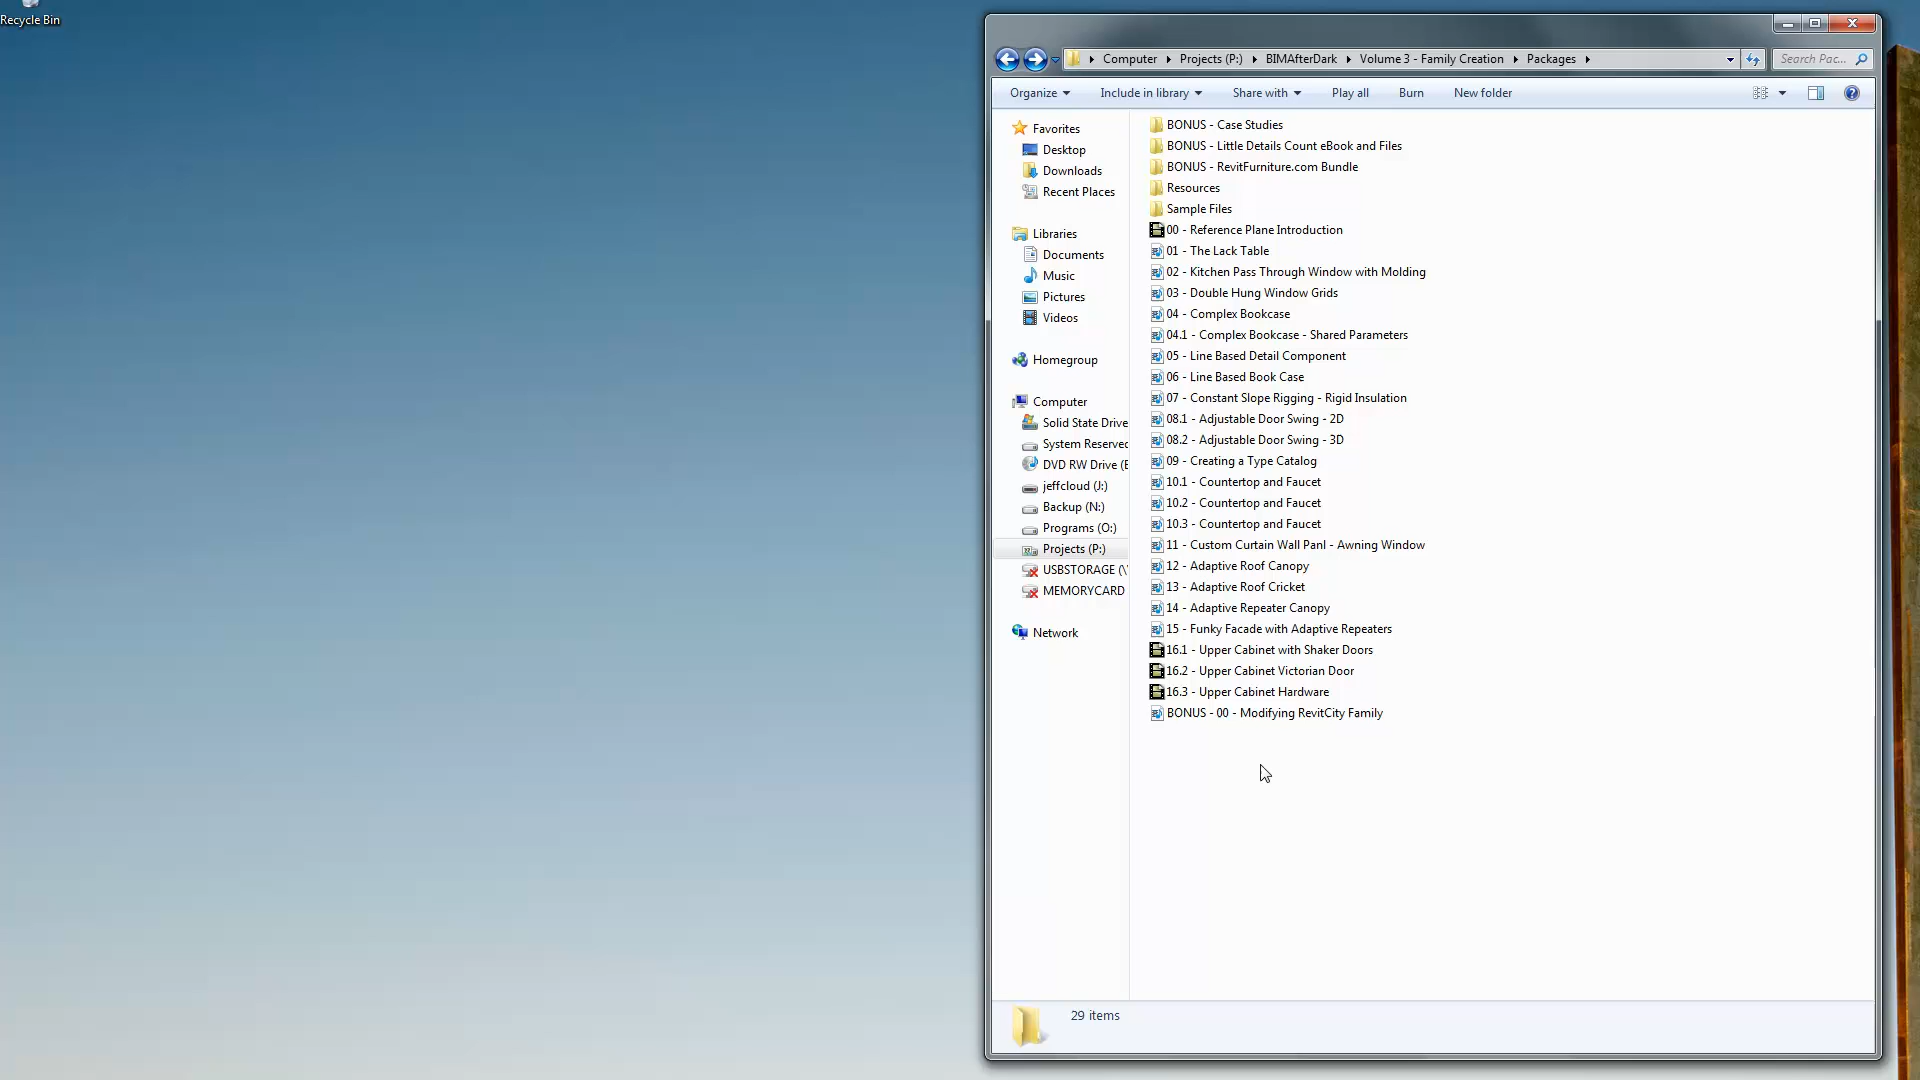 Recycle Bin
Computer Projects (P:) BIMAfterDark Volume 3 - Family Creation Packages
Search Pac...
Organize Include in library Share with Play all Burn New folder
Favorites
Desktop
Downloads
Recent Places
Libraries
Documents
Music
Pictures
Videos
Homegroup
Computer
Solid State Drive
System Reserved
DVD RW Drive (E
jeffcloud (J:)
Backup (N:)
Programs (O:)
Projects (P:)
USBSTORAGE (\\
MEMORYCARD
Network
BONUS - Case Studies
BONUS - Little Details Count eBook and Files
BONUS - RevitFurniture.com Bundle
Resources
Sample Files
00 - Reference Plane Introduction
01 - The Lack Table
02 - Kitchen Pass Through Window with Molding
03 - Double Hung Window Grids
04 - Complex Bookcase
04.1 - Complex Bookcase - Shared Parameters
05 - Line Based Detail Component
06 - Line Based Book Case
07 - Constant Slope Rigging - Rigid Insulation
08.1 - Adjustable Door Swing - 2D
08.2 - Adjustable Door Swing - 3D
09 - Creating a Type Catalog
10.1 - Countertop and Faucet
10.2 - Countertop and Faucet
10.3 - Countertop and Faucet
11 - Custom Curtain Wall Panl - Awning Window
12 - Adaptive Roof Canopy
13 - Adaptive Roof Cricket
14 - Adaptive Repeater Canopy
15 - Funky Facade with Adaptive Repeaters
16.1 - Upper Cabinet with Shaker Doors
16.2 - Upper Cabinet Victorian Door
16.3 - Upper Cabinet Hardware
BONUS - 00 - Modifying RevitCity Family
29 items